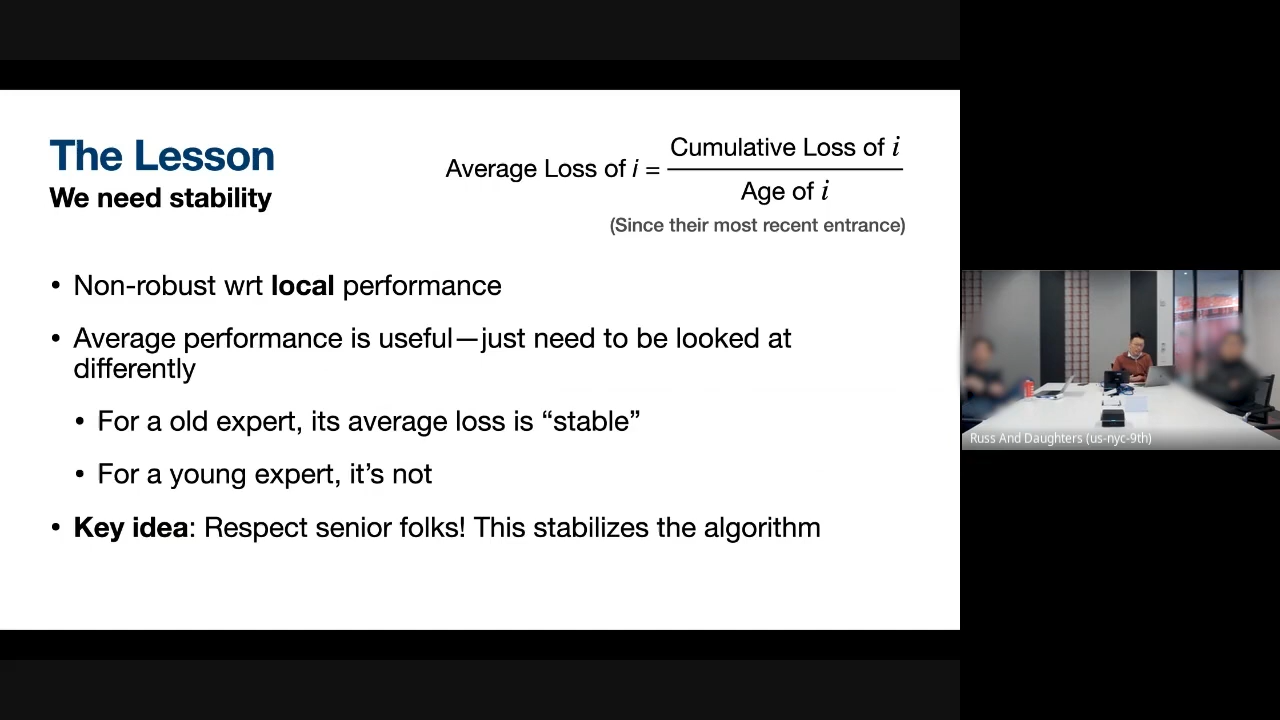 The Lesson
We need stability
Average Loss of i = Cumulative Loss of i
Age of i
(Since their most recent entrance)
• Non-robust wrt local performance
• Average performance is useful—just need to be looked at
differently
• For a old expert, its average loss is “stable”
• For a young expert, it’s not
• Key idea: Respect senior folks! This stabilizes the algorithm
Russ And Daughters (us-nyc-9th)